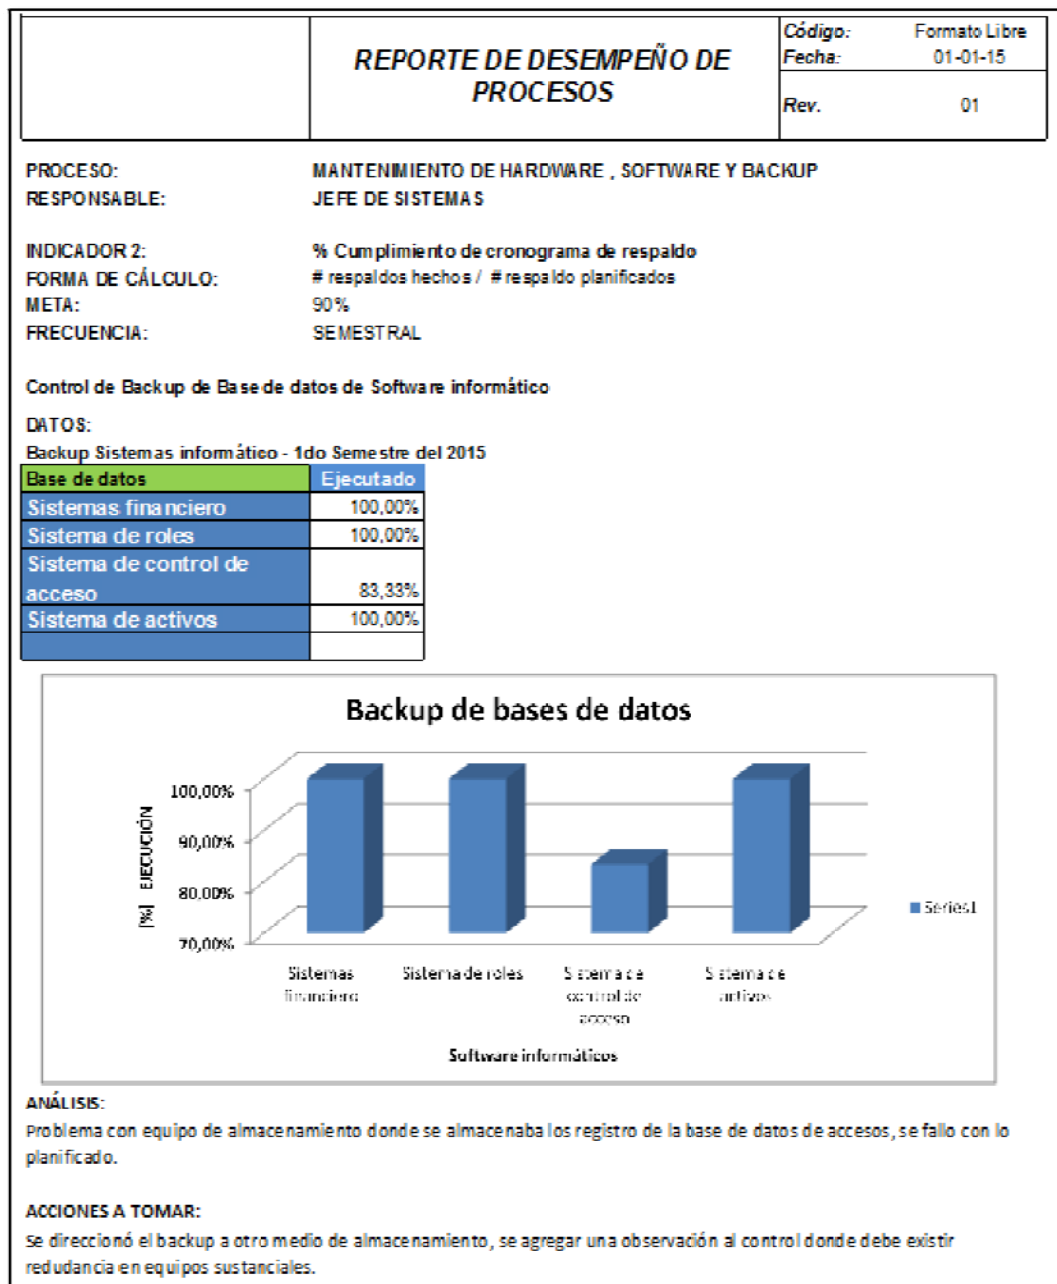 REPORTE DE DESEMPEÑO DE
PROCESOS
Código: Formato Libre
Fecha: 01-01-15
Rev. 01
PROCESO: MANTENIMIENTO DE HARDWARE , SOFTWARE Y BACKUP
RESPONSABLE: JEFE DE SISTEMAS
INDICADOR 2: % Cumplimiento de cronograma de respaldo
FORMA DE CÁLCULO: # respaldos hechos / # respaldo planificados
META: 90%
FRECUENCIA: SEMESTRAL
Control de Backup de Base de datos de Software informático
DATOS:
Backup Sistemas informático - 1do Semestre del 2015
Base de datos Ejecutado
Sistemas financiero 100,00%
Sistema de roles 100,00%
Sistema de control de
acceso 83,33%
Sistema de activos 100,00%
Backup de bases de datos
100,00%
90,00%
80,00%
70,00%
[%] EJECUCIÓN
Sistemas
financiero
Sistema de roles
Sistema de
control de
acceso
Sistema de
activos
Series1
Software informáticos
ANÁLISIS:
Problema con equipo de almacenamiento donde se almacenaba los registro de la base de datos de accesos, se fallo con lo
planificado.
ACCIONES A TOMAR:
Se direccionó el backup a otro medio de almacenamiento, se agregar una observación al control donde debe existir
redudancia en equipos sustanciales.